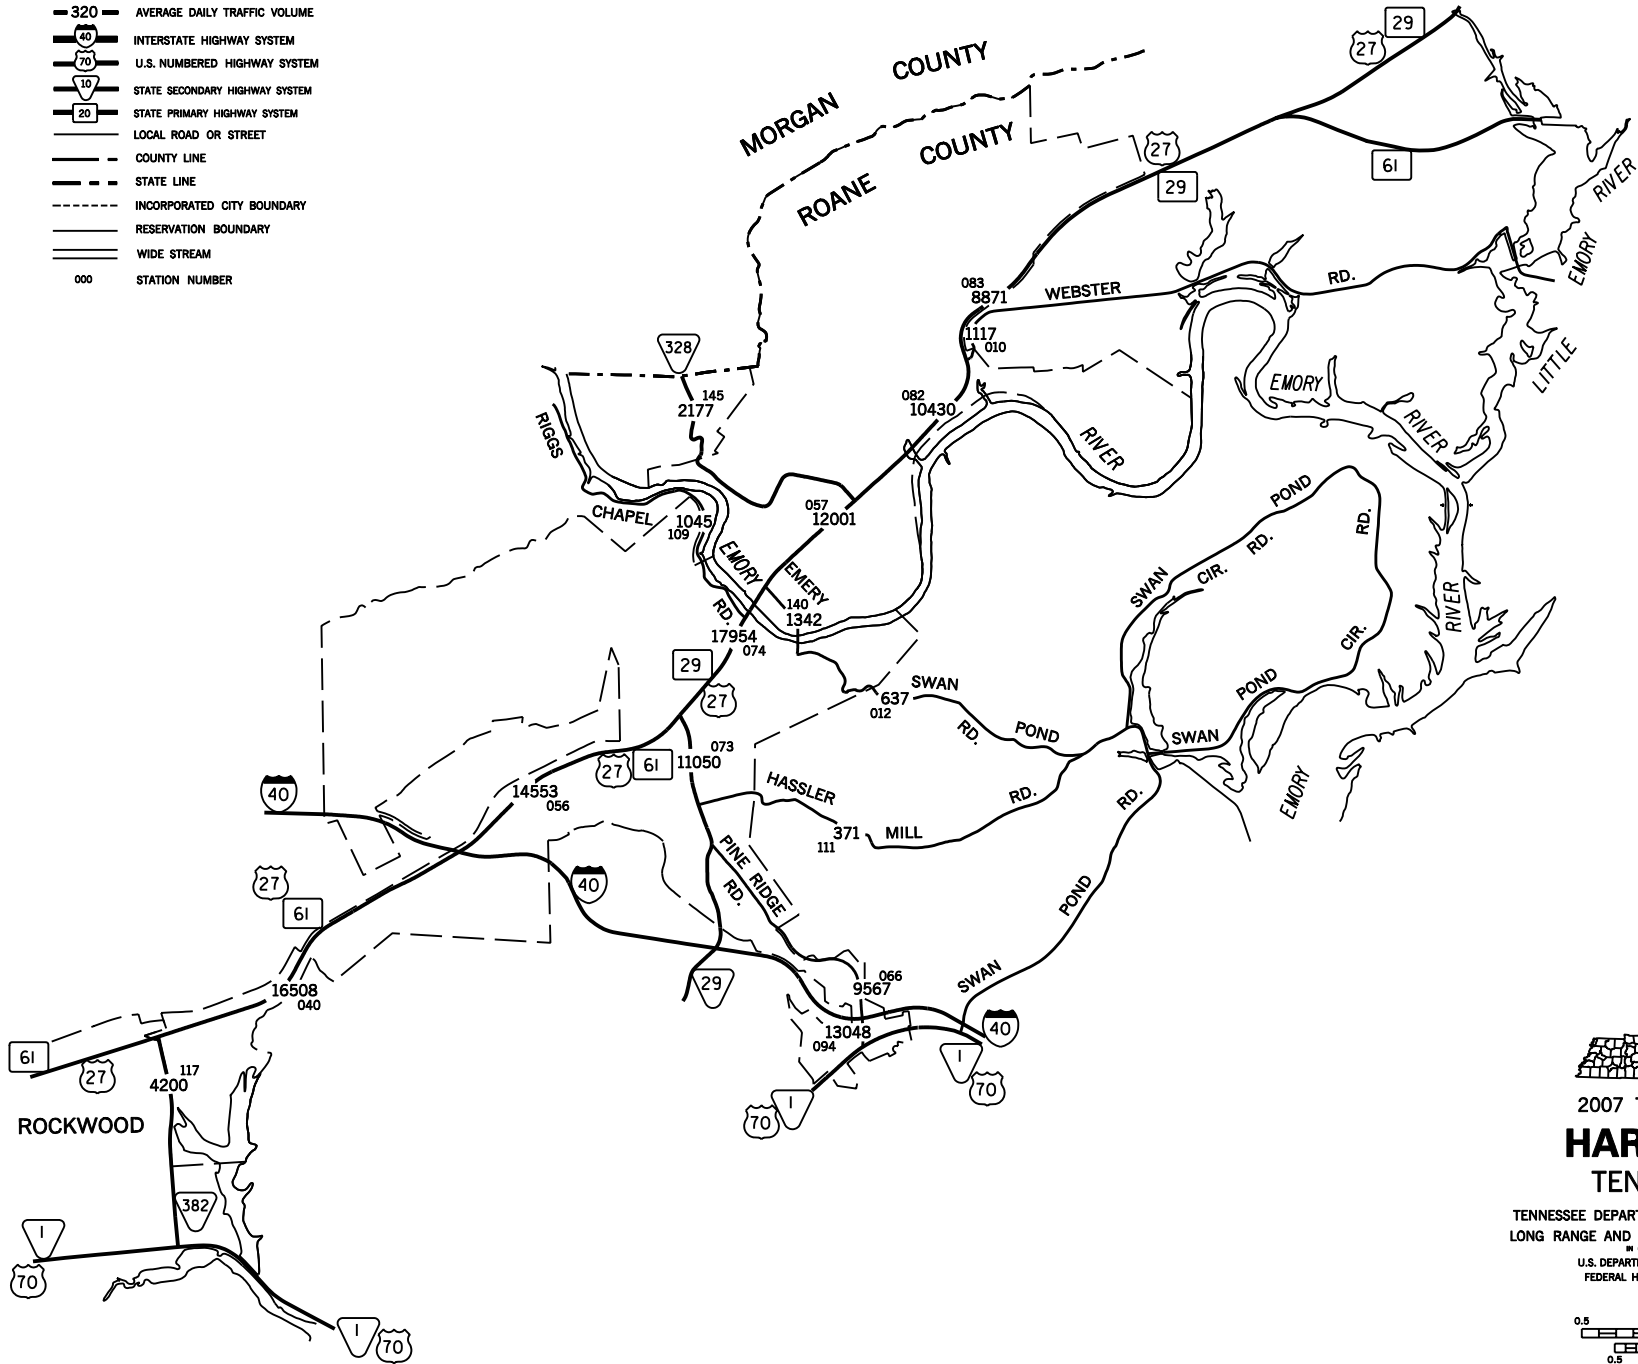 320 AVERAGE DAILY TRAFFIC VOLUME
40 INTERSTATE HIGHWAY SYSTEM
70 U.S. NUMBERED HIGHWAY SYSTEM
10 STATE SECONDARY HIGHWAY SYSTEM
20 STATE PRIMARY HIGHWAY SYSTEM
LOCAL ROAD OR STREET
COUNTY LINE
STATE LINE
INCORPORATED CITY BOUNDARY
RESERVATION BOUNDARY
WIDE STREAM
000 STATION NUMBER
MORGAN COUNTY
ROANE COUNTY
27
29
27
29
61
EMORY RIVER
LITTLE
083
8871
WEBSTER RD.
1117
010
328
145
2177
082
10430
EMORY RIVER
RIVER
RIGGS
CHAPEL
RD.
1045
109
057
12001
EMORY
EMERY
140
1342
17954
074
29
27
SWAN POND CIR. RD.
SWAN POND CIR. RD.
RIVER
EMORY
637
012
SWAN POND RD.
073
11050
27
61
14553
056
40
HASSLER MILL RD.
371
111
SWAN POND RD.
27
61
40
PINE RIDGE RD.
29
066
9567
13048
094
40
1
70
1
70
16508
040
61
27
117
4200
ROCKWOOD
382
1
70
1
70
2007 T
HAR
TEN
TENNESSEE DEPART
LONG RANGE AND
IN
U.S. DEPART
FEDERAL H
0.5
0.5